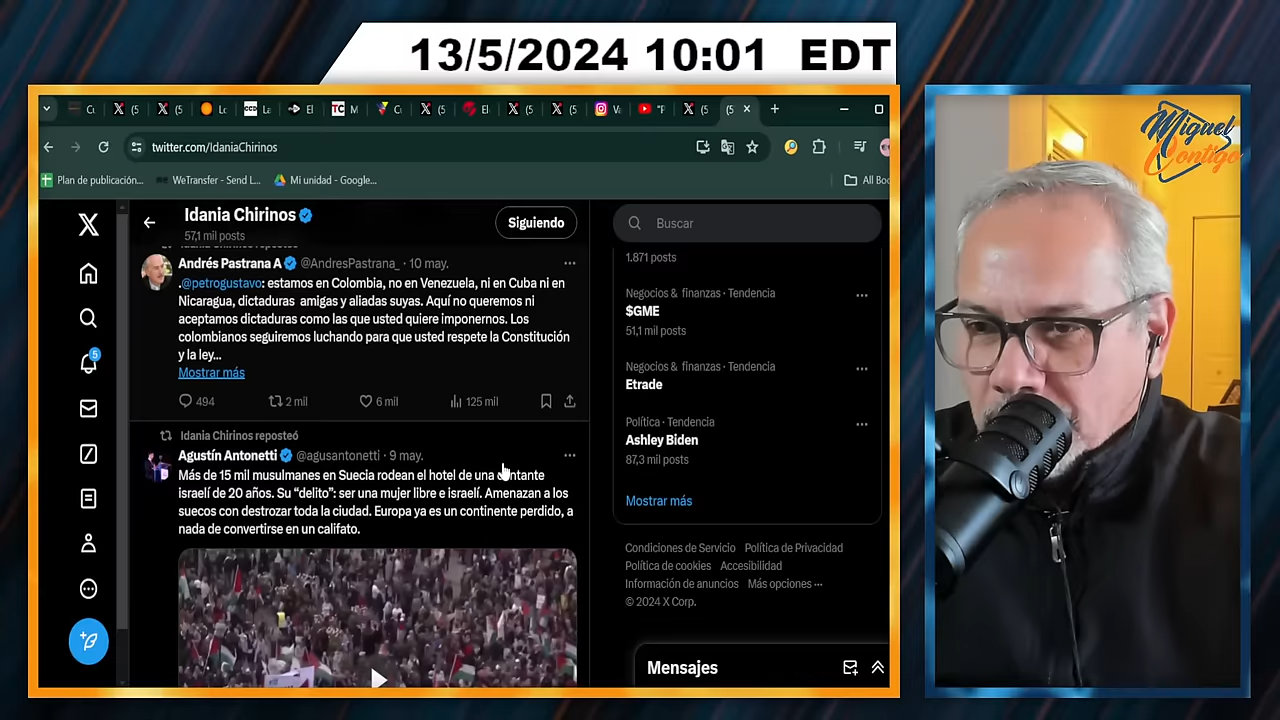 13/5/2024 10:01 EDT
twitter.com/IdaniaChirinos
Plan de publicación...
WeTransfer - Send L...
Mi unidad - Google...
All Boo
Idania Chirinos
57,1 mil posts
Siguiendo
Buscar
Idania Chirinos reposteó
Andrés Pastrana A @AndresPastrana_ · 10 may.
.@petrogustavo: estamos en Colombia, no en Venezuela, ni en Cuba ni en
Nicaragua, dictaduras amigas y aliadas suyas. Aquí no queremos ni
aceptamos dictaduras como las que usted quiere imponernos. Los
colombianos seguiremos luchando para que usted respete la Constitución
y la ley...
Mostrar más
494
2 mil
6 mil
125 mil
Idania Chirinos reposteó
Agustín Antonetti @agusantonetti · 9 may.
Más de 15 mil musulmanes en Suecia rodean el hotel de una cantante
israelí de 20 años. Su “delito”: ser una mujer libre e israelí. Amenazan a los
suecos con destrozar toda la ciudad. Europa ya es un continente perdido, a
nada de convertirse en un califato.
5
1.871 posts
Negocios & finanzas · Tendencia
$GME
51,1 mil posts
Negocios & finanzas · Tendencia
Etrade
Política · Tendencia
Ashley Biden
87,3 mil posts
Mostrar más
Condiciones de Servicio Política de Privacidad
Política de cookies Accesibilidad
Información de anuncios Más opciones ···
© 2024 X Corp.
Mensajes
Miguel
Contigo